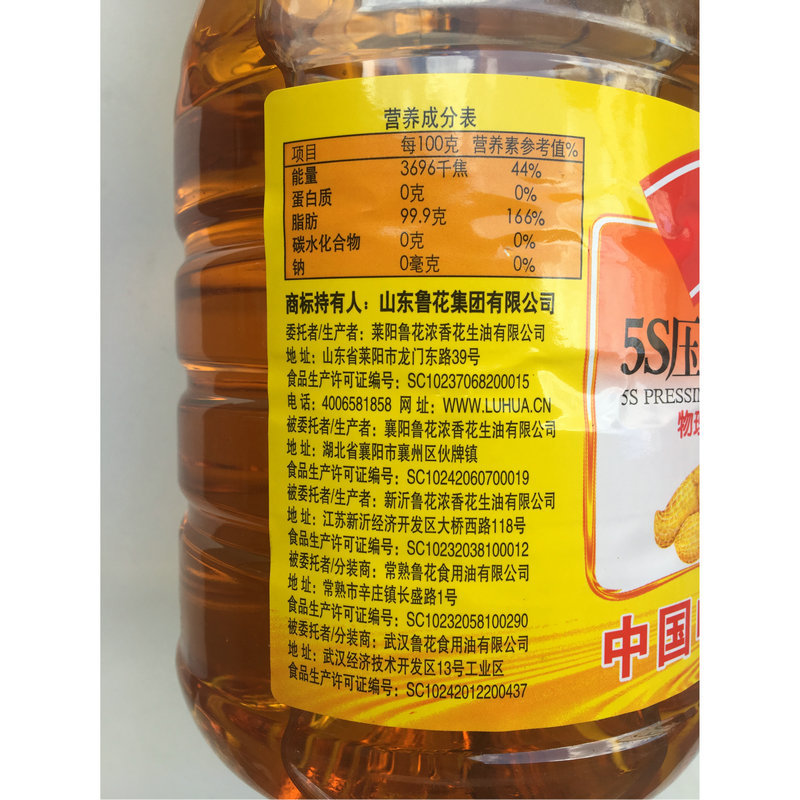 营养成分表
项目 每100克 营养素参考值%
能量 3696千焦 44%
蛋白质 0克 0%
脂肪 99.9克 166%
碳水化合物 0克 0%
钠 0毫克 0%
商标持有人：山东鲁花集团有限公司
委托者/生产者：莱阳鲁花浓香花生油有限公司
地 址：山东省莱阳市龙门东路39号
食品生产许可证编号：SC10237068200015
电 话：4006581858 网 址：WWW.LUHUA.CN
被委托者/生产者：襄阳鲁花浓香花生油有限公司
地 址：湖北省襄阳市襄州区伙牌镇
食品生产许可证编号：SC10242060700019
被委托者/生产者：新沂鲁花浓香花生油有限公司
地 址：江苏新沂经济开发区大桥西路118号
食品生产许可证编号：SC10232038100012
被委托者/分装商：常熟鲁花食用油有限公司
地 址：常熟市辛庄镇长盛路1号
食品生产许可证编号：SC10232058100290
被委托者/分装商：武汉鲁花食用油有限公司
地 址：武汉经济技术开发区13号工业区
食品生产许可证编号：SC10242012200437
5S压
5S
物
中国